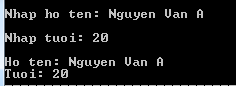 Nhap ho ten: Nguyen Van A
Nhap tuoi: 20
Ho ten: Nguyen Van A
Tuoi: 20